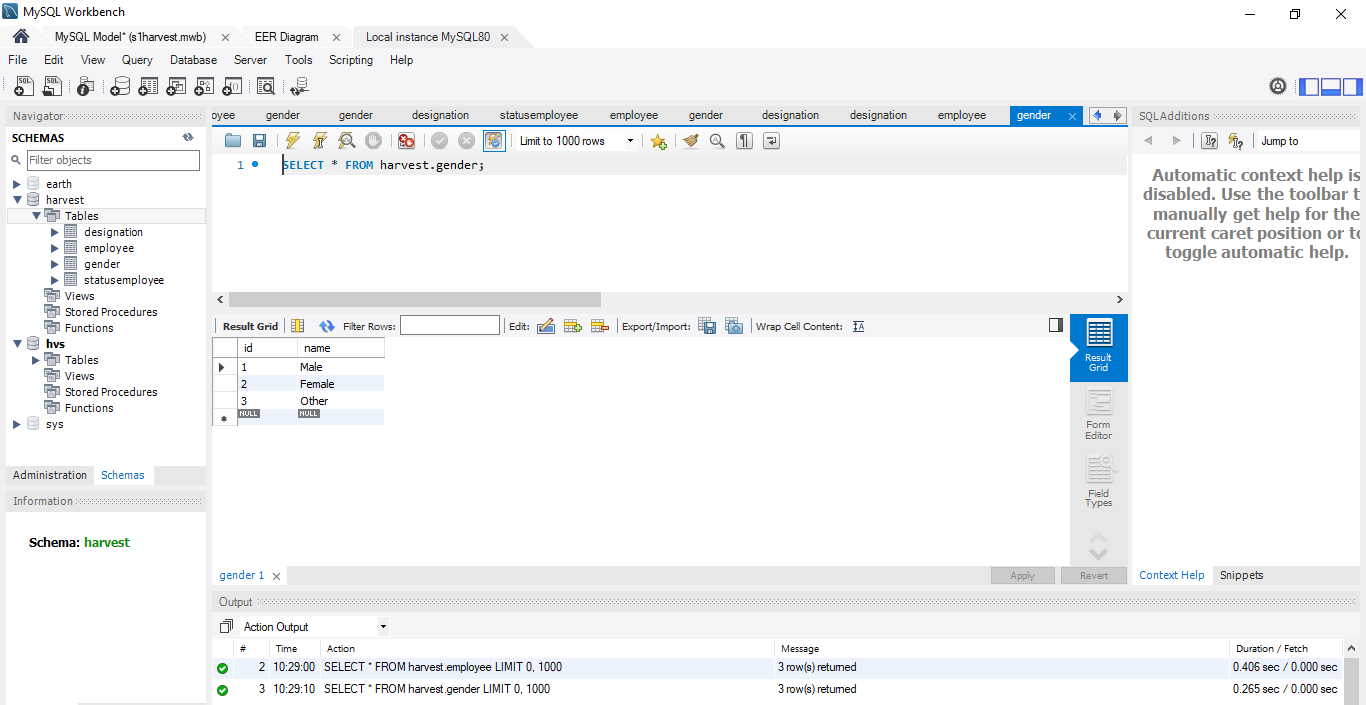 MySQL Workbench
MySQL Model* (s1harvest.mwb)
EER Diagram
Local instance MySQL80
File Edit View Query Database Server Tools Scripting Help
Navigator
SCHEMAS
Filter objects
earth
harvest
Tables
designation
employee
gender
statusemployee
Views
Stored Procedures
Functions
hvs
Tables
Views
Stored Procedures
Functions
sys
Administration Schemas
Information
Schema: harvest
oyee gender gender designation statusemployee employee gender designation designation employee gender
Limit to 1000 rows
1 SELECT * FROM harvest.gender;
Result Grid Filter Rows: Edit: Export/Import: Wrap Cell Content:
id name
1 Male
2 Female
3 Other
NULL NULL
Result
Grid
Form
Editor
Field
Types
gender 1
Apply Revert
SQLAdditions
Jump to
Automatic context help is
disabled. Use the toolbar t
manually get help for the
current caret position or to
toggle automatic help.
Context Help Snippets
Output
Action Output
# Time Action Message Duration / Fetch
2 10:29:00 SELECT * FROM harvest.employee LIMIT 0, 1000 3 row(s) returned 0.406 sec / 0.000 sec
3 10:29:10 SELECT * FROM harvest.gender LIMIT 0, 1000 3 row(s) returned 0.265 sec / 0.000 sec